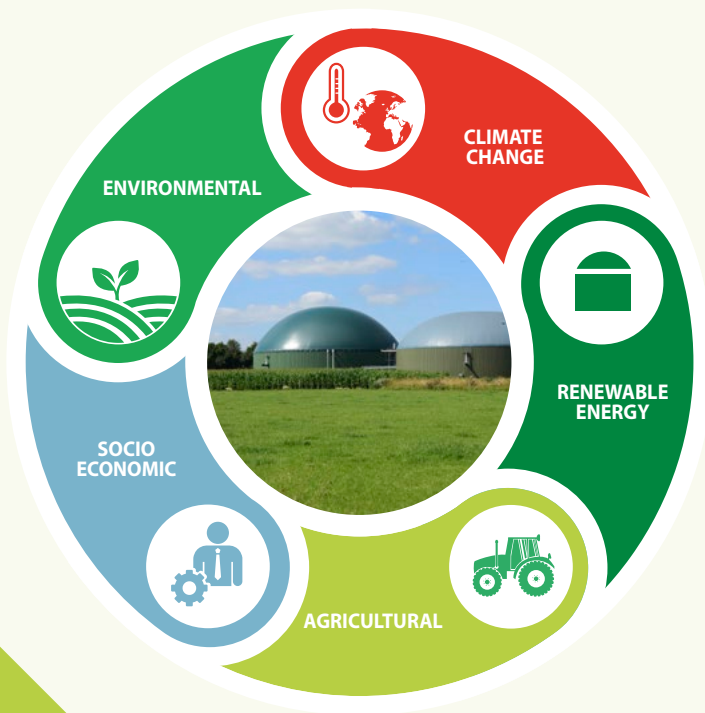 CLIMATE
CHANGE
ENVIRONMENTAL
RENEWABLE
ENERGY
SOCIO
ECONOMIC
AGRICULTURAL